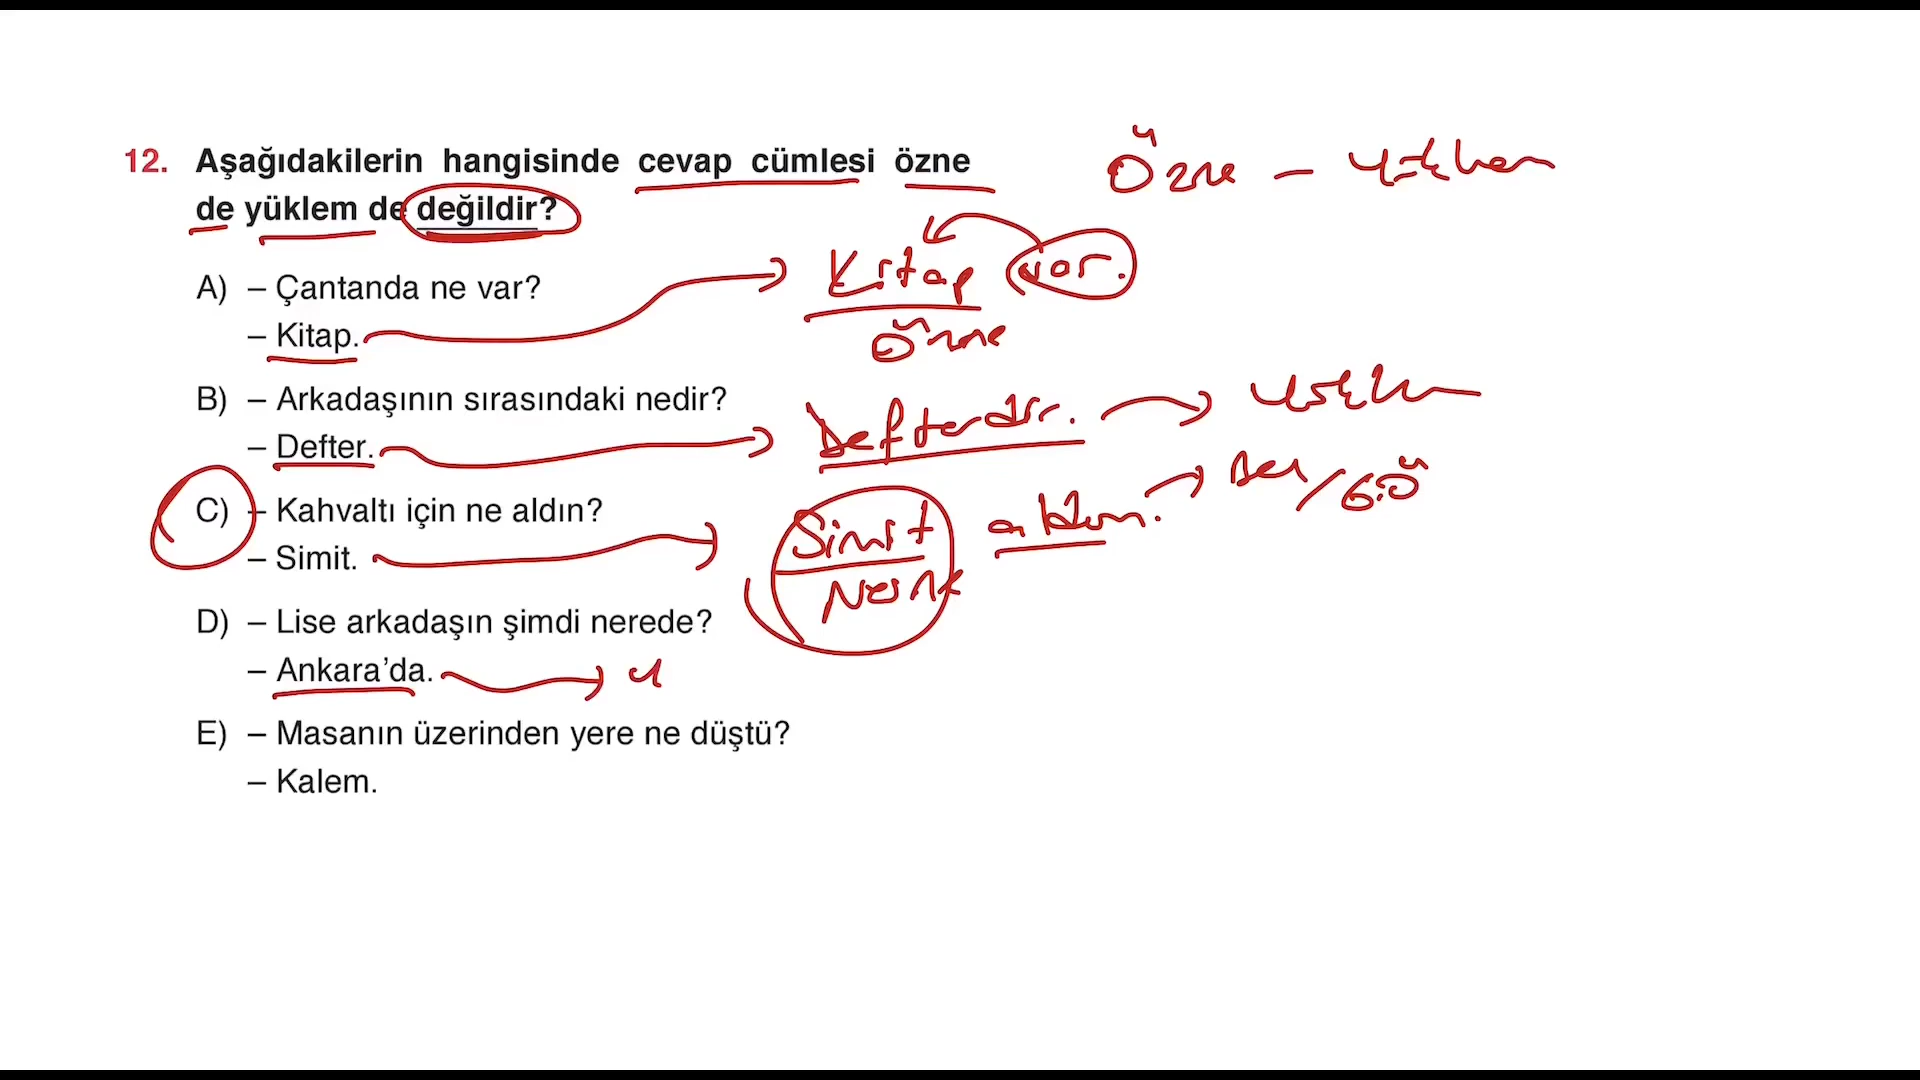 12. Aşağıdakilerin hangisinde cevap cümlesi özne
de yüklem de değildir?
Özne – yüklem
A) – Çantanda ne var?
– Kitap.
Kitap var.
Özne
B) – Arkadaşının sırasındaki nedir?
– Defter.
Defterdir. yüklem
C) – Kahvaltı için ne aldın?
– Simit.
Simit aldım. Ben/G.Ö
Nesne
D) – Lise arkadaşın şimdi nerede?
– Ankara’da. y
E) – Masanın üzerinden yere ne düştü?
– Kalem.